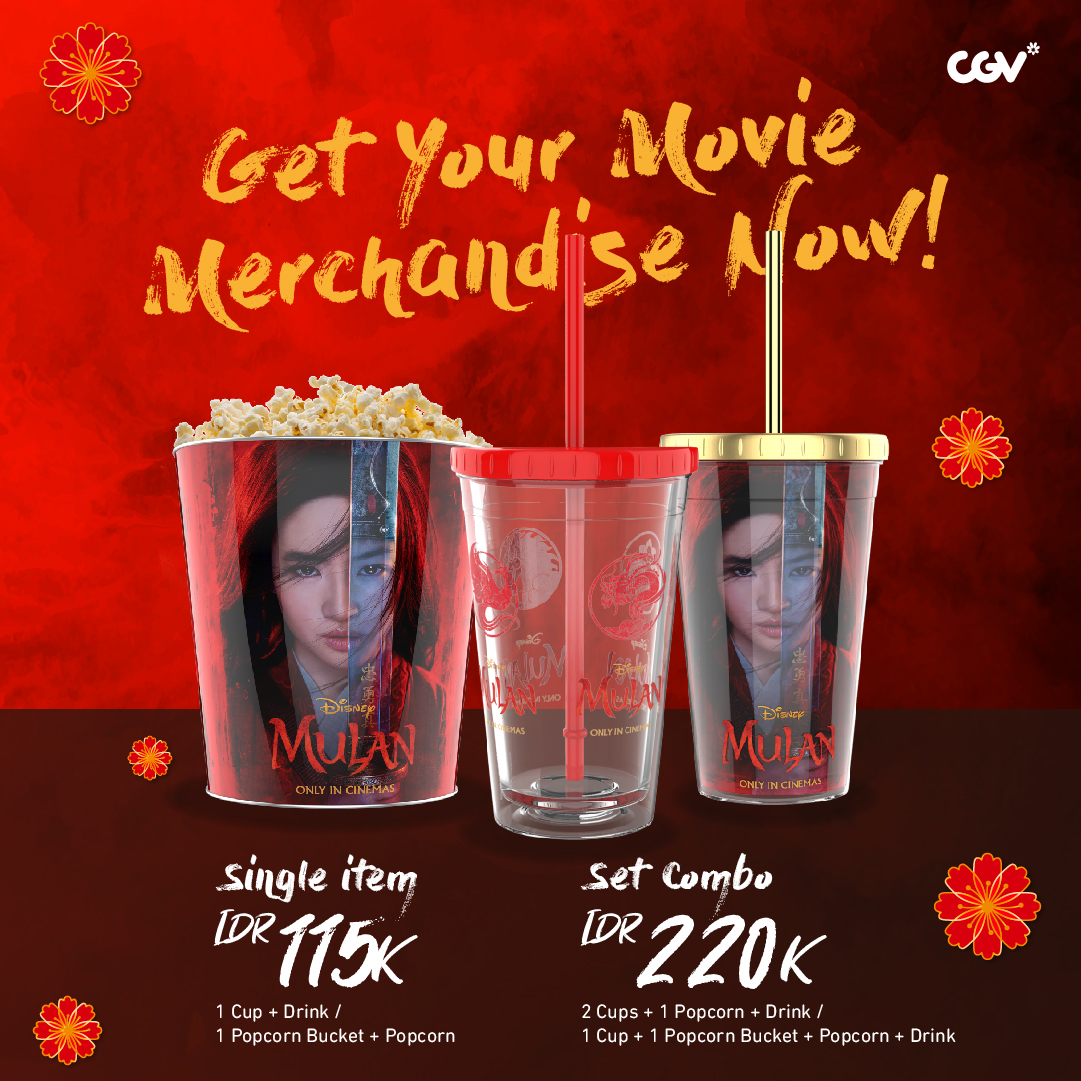 CGV
Get Your Movie
Merchandise Now!
Disney
MULAN
ONLY IN CINEMAS
Disney
MULAN
ONLY IN CINEMAS
Disney
MULAN
ONLY IN CINEMAS
single item
IDR 115K
1 Cup + Drink /
1 Popcorn Bucket + Popcorn
set combo
IDR 220K
2 Cups + 1 Popcorn + Drink /
1 Cup + 1 Popcorn Bucket + Popcorn + Drink